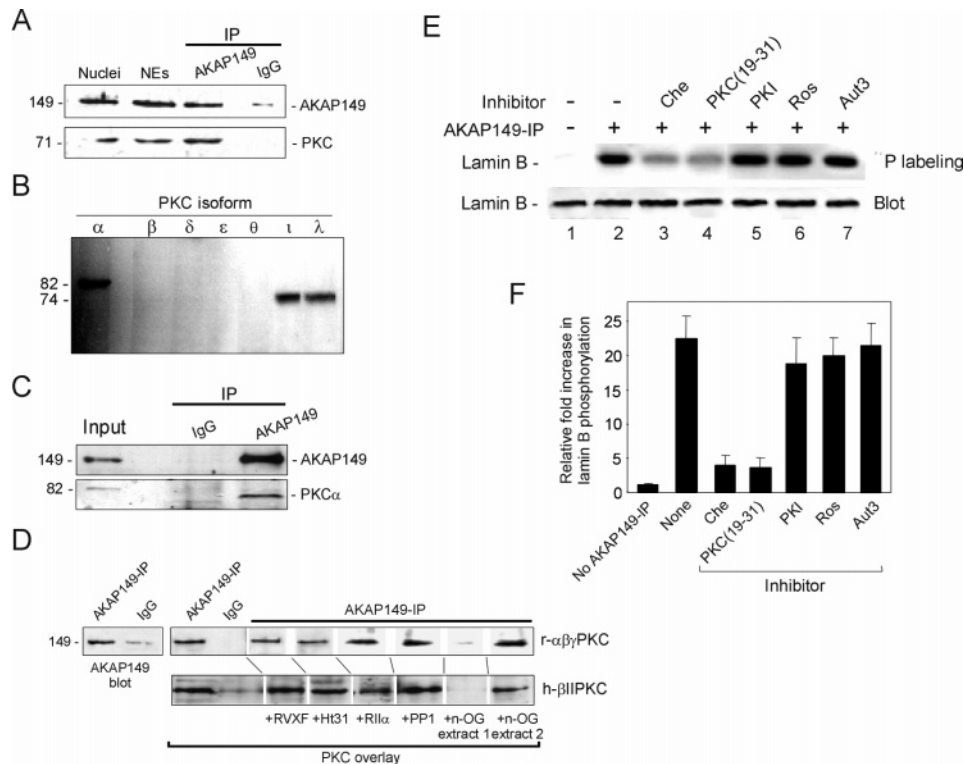 A
IP
Nuclei NEs AKAP149 IgG
149 - - AKAP149
71 - - PKC
B
PKC isoform
α β δ ε θ ι λ
82 -
74 -
C
IP
Input IgG AKAP149
149 - - AKAP149
82 - - PKCα
D
AKAP149-IP IgG AKAP149-IP IgG AKAP149-IP
149 - r-αβγPKC
AKAP149
blot
h-βIIPKC
+RVXF +Ht31 +RIIα +PP1 +n-OG extract 1 +n-OG extract 2
PKC overlay
E
Inhibitor - - Che PKC(19-31) PKI Ros Aut3
AKAP149-IP - + + + + + +
Lamin B - P labeling
Lamin B - Blot
1 2 3 4 5 6 7
F
Relative fold increase in
lamin B phosphorylation
25
20
15
10
5
0
No AKAP149-IP None Che PKC(19-31) PKI Ros Aut3
Inhibitor